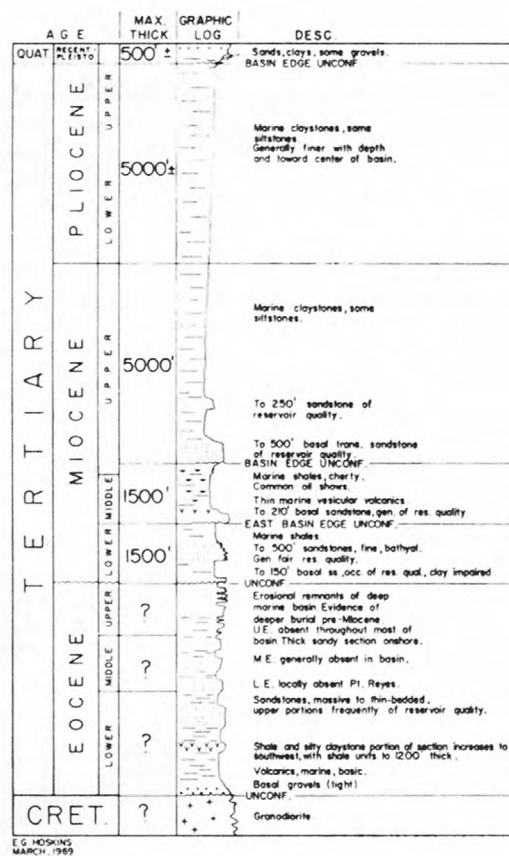 AGE
MAX. THICK.
GRAPHIC LOG
DESC.
QUAT.
RECENT-PLEISTO
500' ±
Sands, clays, some gravels.
BASIN EDGE UNCONF.
TERTIARY
PLIOCENE
UPPER
LOWER
5000'±
Marine claystones, some
siltstones.
Generally finer with depth
and toward center of basin.
MIOCENE
UPPER
5000'
Marine claystones, some
siltstones.
To 250' sandstone of
reservoir quality.
To 500' basal trans. sandstone
of reservoir quality.
BASIN EDGE UNCONF.
MIDDLE
1500'
Marine shales, cherty.
Common oil shows.
Thin marine vesicular volcanics.
To 210' basal sandstone, gen. of res. quality.
EAST BASIN EDGE UNCONF.
LOWER
1500'
Marine shales.
To 500' sandstones, fine, bathyal.
Gen fair res. quality.
To 150' basal ss., occ. of res. qual., clay impaired.
UNCONF.
EOCENE
UPPER
?
Erosional remnants of deep
marine basin. Evidence of
deeper burial pre-Miocene.
U.E. absent throughout most of
basin. Thick sandy section onshore.
MIDDLE
?
M.E. generally absent in basin.
L.E. locally absent Pt. Reyes.
LOWER
?
Sandstones, massive to thin-bedded,
upper portions frequently of reservoir quality.
Shale and silty claystone portion of section increases to
southwest, with shale units to 1200' thick.
Volcanics, marine, basic.
Basal gravels (tight)
UNCONF.
CRET.
?
Granodiorite
E.G. HOSKINS
MARCH, 1969